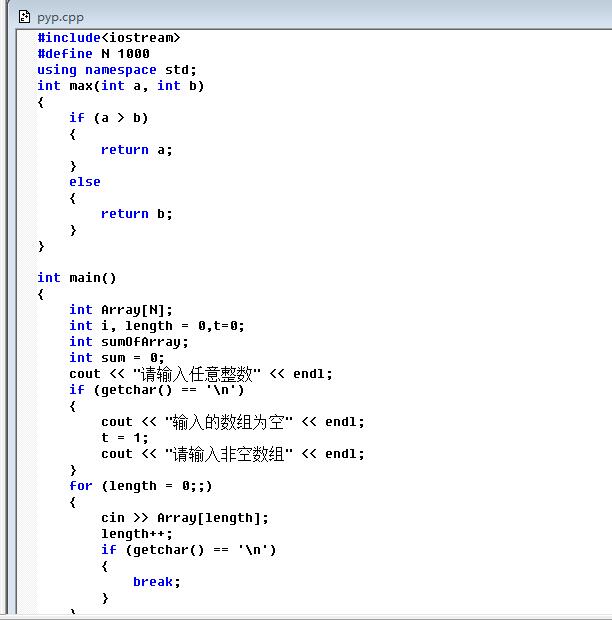 pyp.cpp
#include<iostream>
#define N 1000
using namespace std;
int max(int a, int b)
{
    if (a > b)
    {
        return a;
    }
    else
    {
        return b;
    }
}

int main()
{
    int Array[N];
    int i, length = 0,t=0;
    int sumOfArray;
    int sum = 0;
    cout << "请输入任意整数" << endl;
    if (getchar() == '\n')
    {
        cout << "输入的数组为空" << endl;
        t = 1;
        cout << "请输入非空数组" << endl;
    }
    for (length = 0;;)
    {
        cin >> Array[length];
        length++;
        if (getchar() == '\n')
        {
            break;
        }
    }